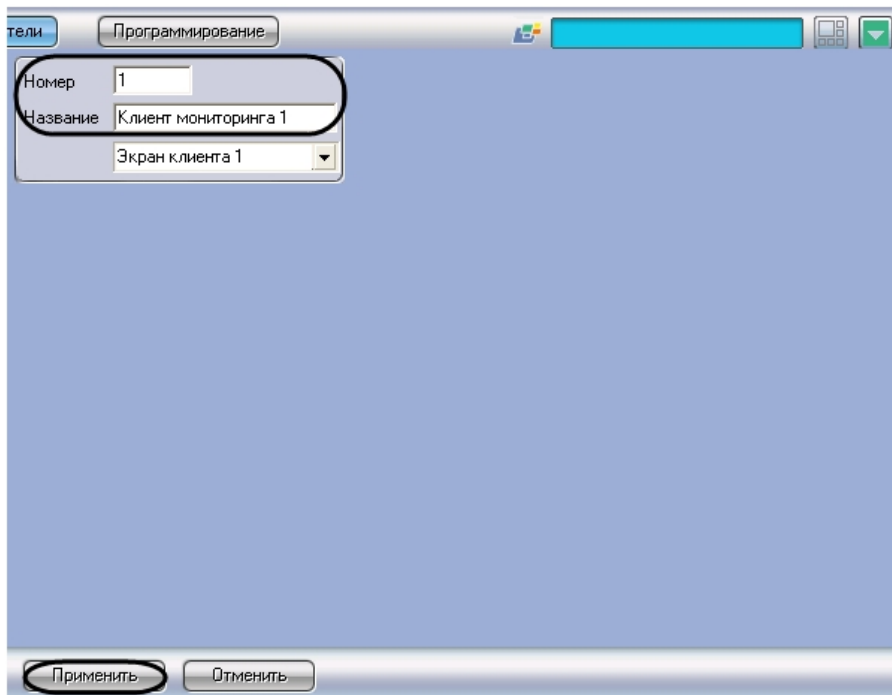 тели Программирование
Номер 1
Название Клиент мониторинга 1
Экран клиента 1
Применить Отменить